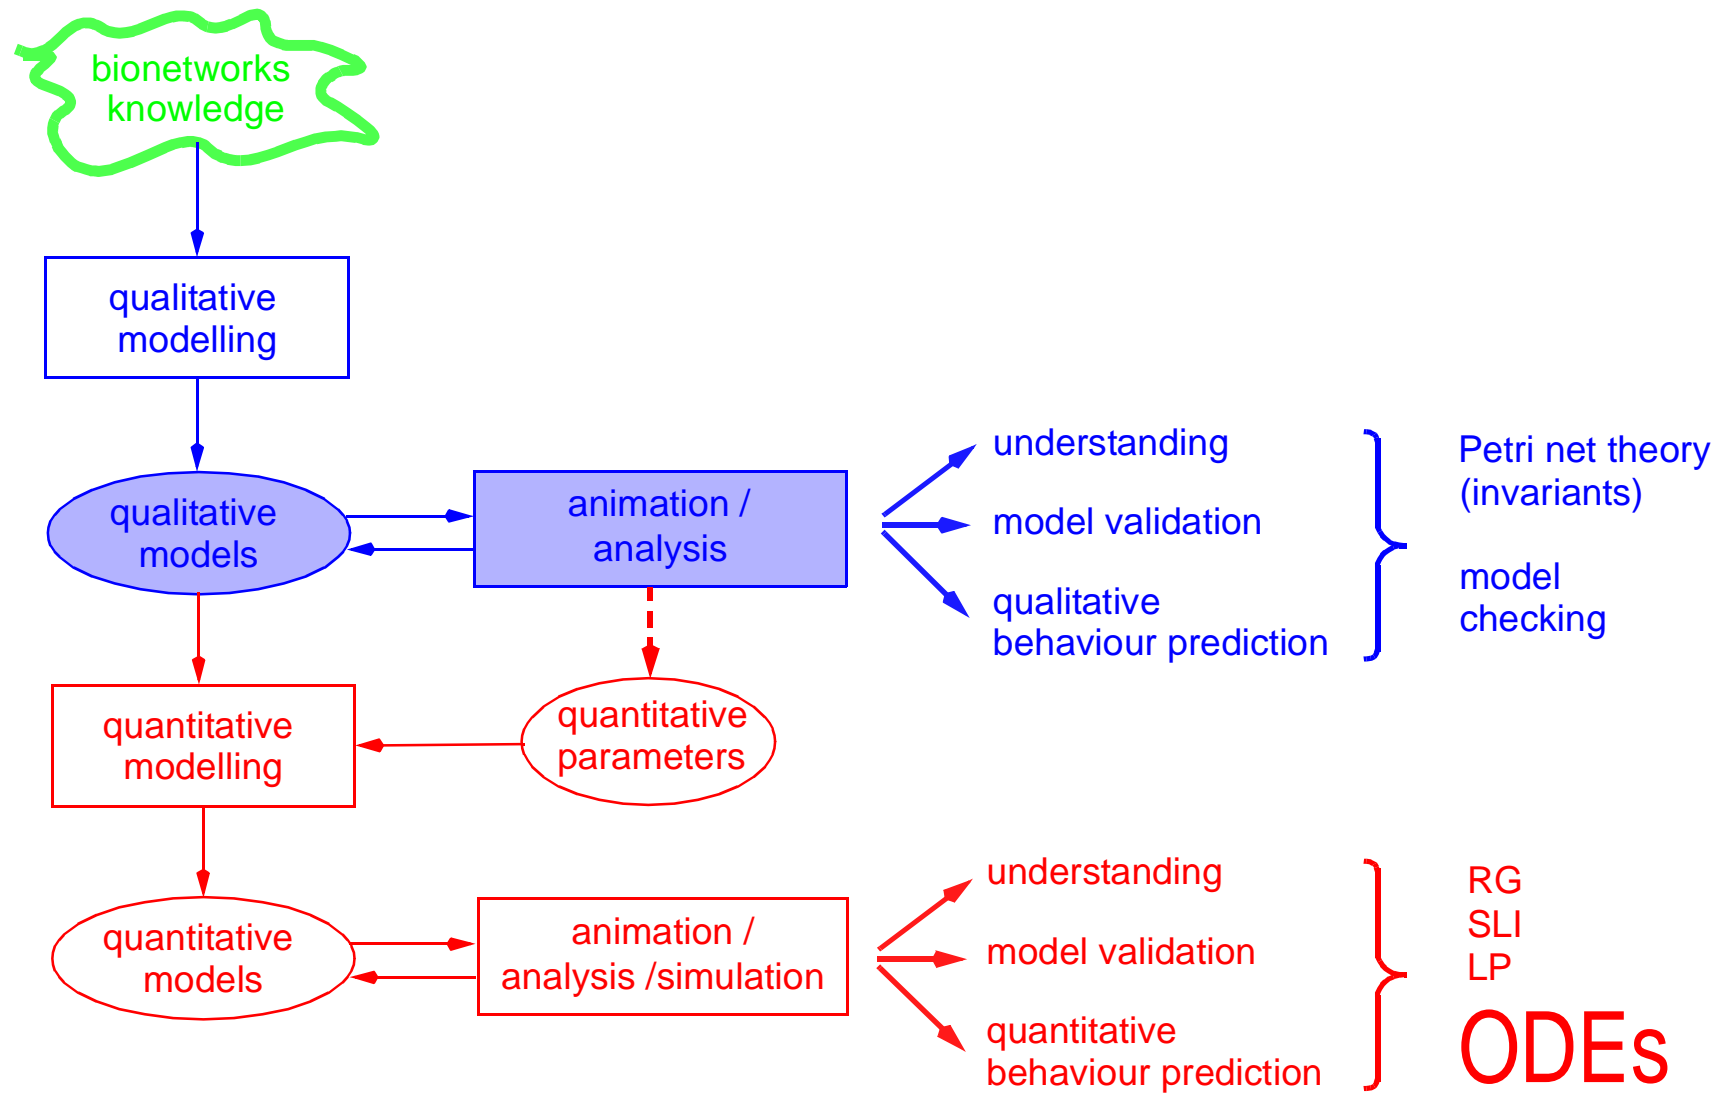 bionetworks
knowledge
qualitative
modelling
qualitative
models
animation /
analysis
understanding
model validation
qualitative
behaviour prediction
Petri net theory
(invariants)
model
checking
quantitative
modelling
quantitative
parameters
quantitative
models
animation /
analysis /simulation
understanding
model validation
quantitative
behaviour prediction
RG
SLI
LP
ODEs